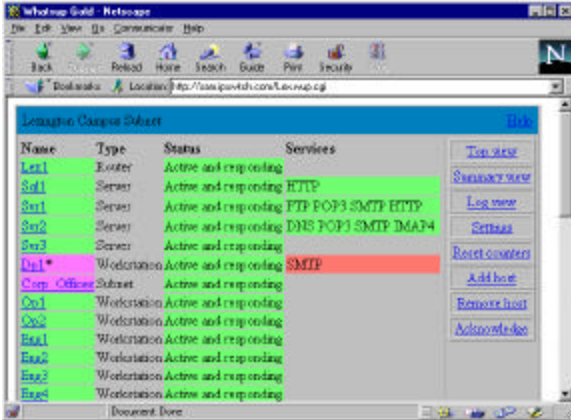 Whatsup Gold - Netscape
File Edit View Go Communicator Help
Back Reload Home Search Guide Print Security
Bookmarks Location:
Lexington Campus Subnet Help
Name Type Status Services
Lex1 Router Active and responding
Sol1 Server Active and responding HTTP
Svr1 Server Active and responding FTP POP3 SMTP HTTP
Svr2 Server Active and responding DNS POP3 SMTP IMAP4
Svr3 Server Active and responding
Dp1* Workstation Active and responding SMTP
Corp Offices Subnet Active and responding
Op1 Workstation Active and responding
Op2 Workstation Active and responding
Eng1 Workstation Active and responding
Eng2 Workstation Active and responding
Eng3 Workstation Active and responding
Eng4 Workstation Active and responding
Top view
Summary view
Log view
Settings
Reset counters
Add host
Remove host
Acknowledge
Document: Done